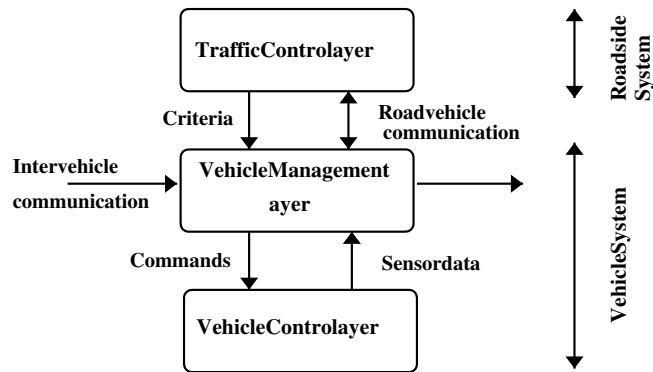 TrafficControlayer
Criteria
Roadvehicle
communication
Intervehicle
communication
VehicleManagement
ayer
Commands
Sensordata
VehicleControlayer
Roadside
System
VehicleSystem